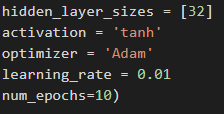 hidden_layer_sizes = [32]
activation = 'tanh'
optimizer = 'Adam'
learning_rate = 0.01
num_epochs=10)